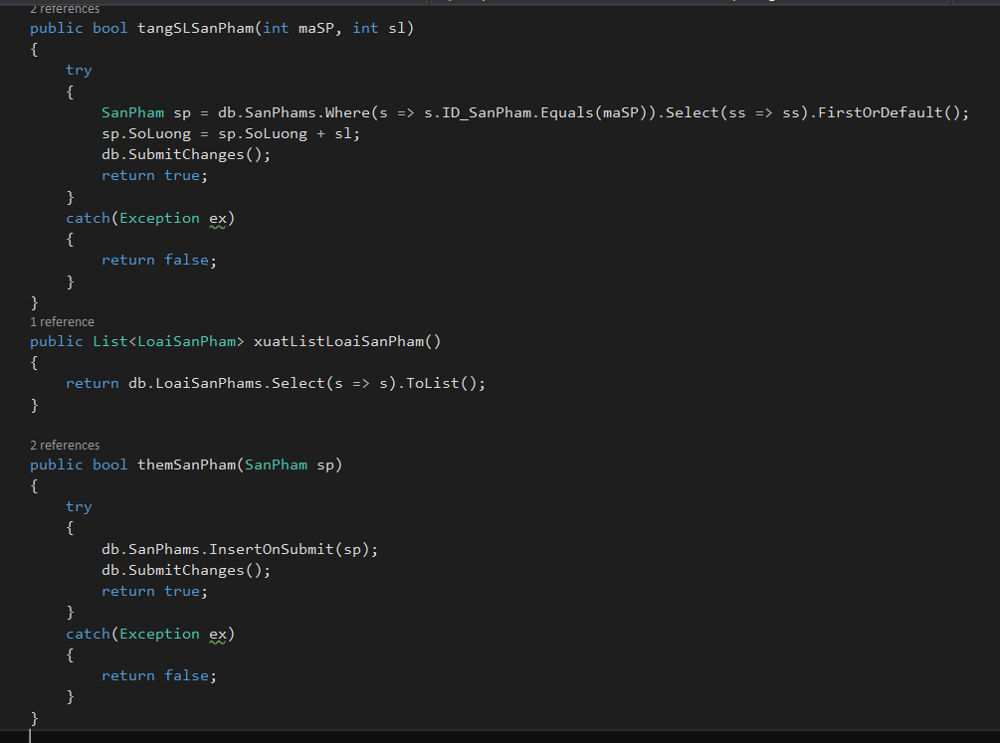 2 references
public bool tangSLSanPham(int maSP, int sl)
{
    try
    {
        SanPham sp = db.SanPhams.Where(s => s.ID_SanPham.Equals(maSP)).Select(ss => ss).FirstOrDefault();
        sp.SoLuong = sp.SoLuong + sl;
        db.SubmitChanges();
        return true;
    }
    catch(Exception ex)
    {
        return false;
    }
}
1 reference
public List<LoaiSanPham> xuatListLoaiSanPham()
{
    return db.LoaiSanPhams.Select(s => s).ToList();
}
2 references
public bool themSanPham(SanPham sp)
{
    try
    {
        db.SanPhams.InsertOnSubmit(sp);
        db.SubmitChanges();
        return true;
    }
    catch(Exception ex)
    {
        return false;
    }
}